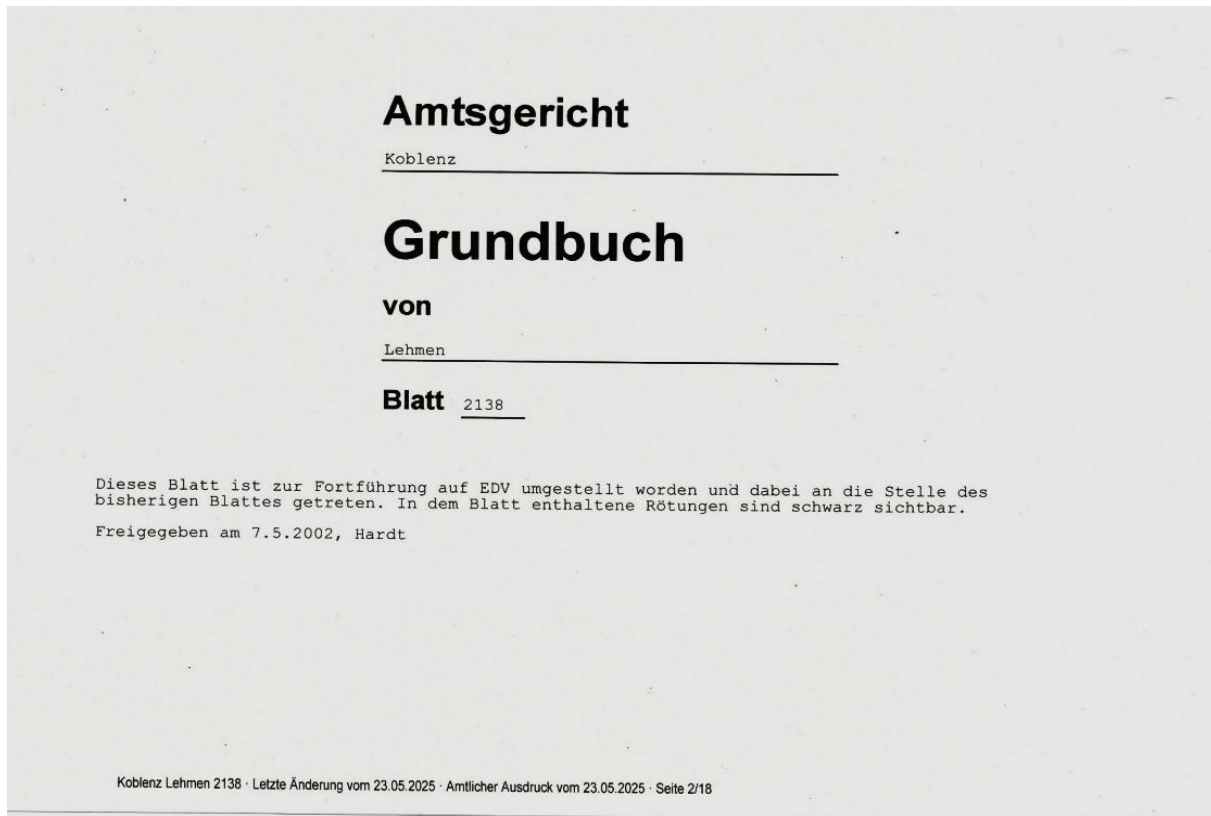 Amtsgericht
Koblenz
Grundbuch
von
Lehmen
Blatt 2138
Dieses Blatt ist zur Fortführung auf EDV umgestellt worden und dabei an die Stelle des
bisherigen Blattes getreten. In dem Blatt enthaltene Rötungen sind schwarz sichtbar.
Freigegeben am 7.5.2002, Hardt
Koblenz Lehmen 2138 · Letzte Änderung vom 23.05.2025 · Amtlicher Ausdruck vom 23.05.2025 · Seite 2/18